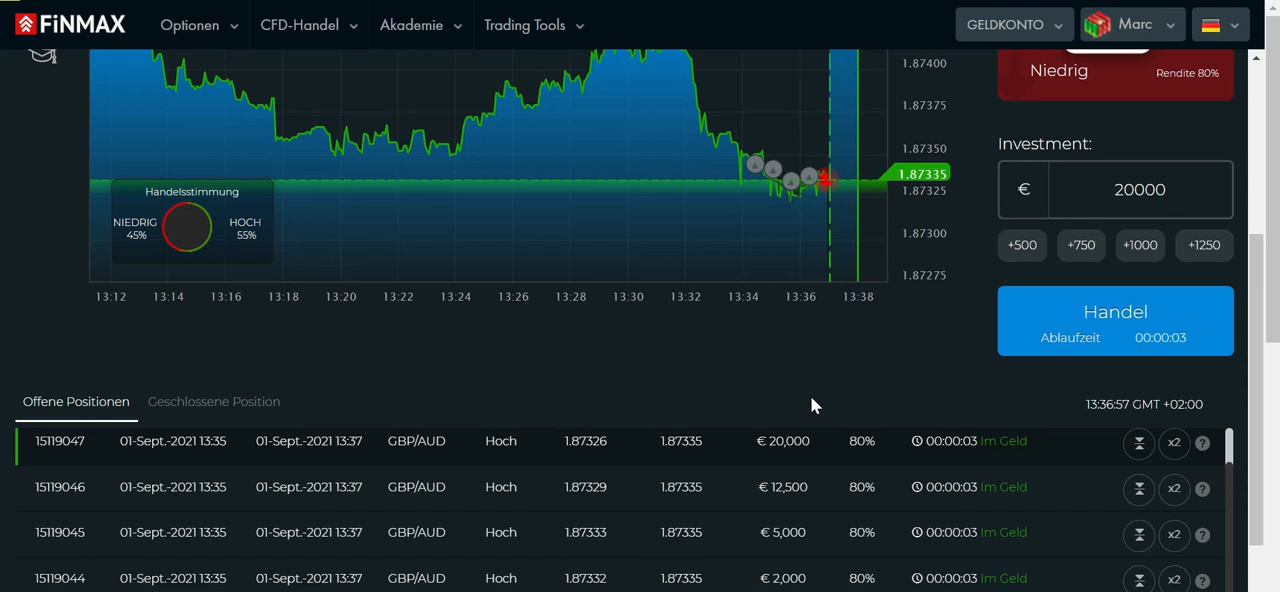 FiNMAX Optionen CFD-Handel Akademie Trading Tools GELDKONTO Marc
1.87400
Niedrig Rendite 80%
1.87375
1.87350
Investment:
1.87335
1.87325
€ 20000
Handelsstimmung
NIEDRIG 45% HOCH 55%
1.87300
+500 +750 +1000 +1250
1.87275
13:12 13:14 13:16 13:18 13:20 13:22 13:24 13:26 13:28 13:30 13:32 13:34 13:36 13:38
Handel
Ablaufzeit 00:00:03
Offene Positionen Geschlossene Position 13:36:57 GMT +02:00
15119047 01-Sept.-2021 13:35 01-Sept.-2021 13:37 GBP/AUD Hoch 1.87326 1.87335 € 20,000 80% 00:00:03 Im Geld x2 ?
15119046 01-Sept.-2021 13:35 01-Sept.-2021 13:37 GBP/AUD Hoch 1.87329 1.87335 € 12,500 80% 00:00:03 Im Geld x2 ?
15119045 01-Sept.-2021 13:35 01-Sept.-2021 13:37 GBP/AUD Hoch 1.87333 1.87335 € 5,000 80% 00:00:03 Im Geld x2 ?
15119044 01-Sept.-2021 13:35 01-Sept.-2021 13:37 GBP/AUD Hoch 1.87332 1.87335 € 2,000 80% 00:00:03 Im Geld x2 ?